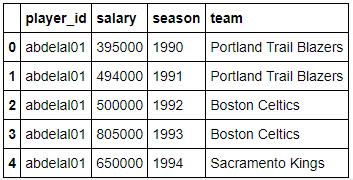 player_id salary season team
0 abdelal01 395000 1990 Portland Trail Blazers
1 abdelal01 494000 1991 Portland Trail Blazers
2 abdelal01 500000 1992 Boston Celtics
3 abdelal01 805000 1993 Boston Celtics
4 abdelal01 650000 1994 Sacramento Kings